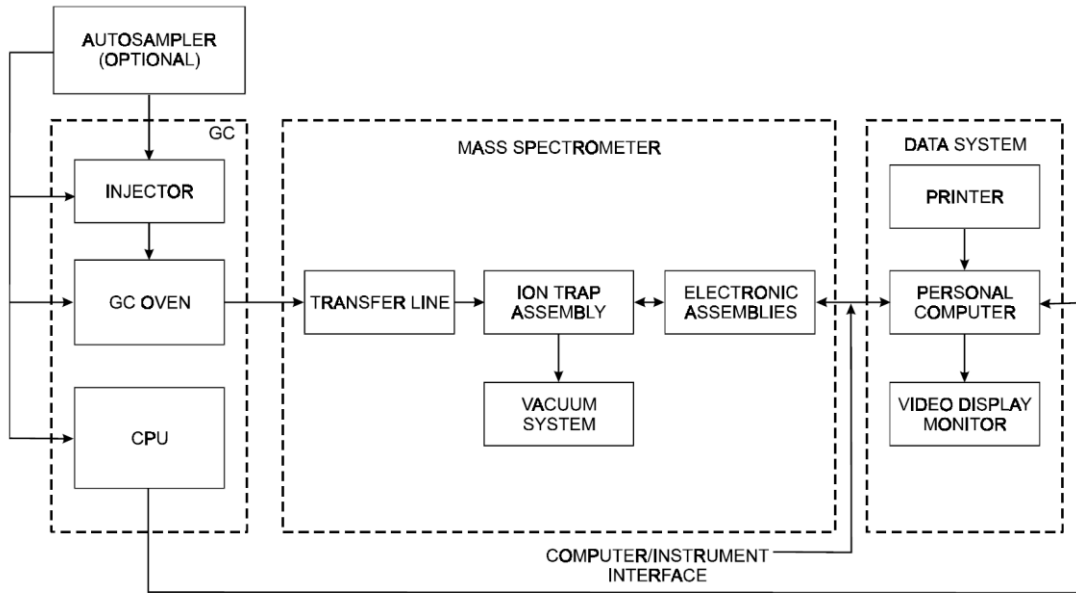 AUTOSAMPLER
(OPTIONAL)
GC
INJECTOR
GC OVEN
CPU
MASS SPECTROMETER
TRANSFER LINE
ION TRAP
ASSEMBLY
ELECTRONIC
ASSEMBLIES
VACUUM
SYSTEM
DATA SYSTEM
PRINTER
PERSONAL
COMPUTER
VIDEO DISPLAY
MONITOR
COMPUTER/INSTRUMENT
INTERFACE